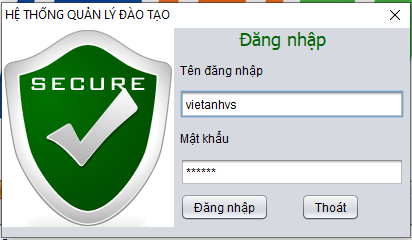 HỆ THỐNG QUẢN LÝ ĐÀO TẠO
SECURE
Đăng nhập
Tên đăng nhập
vietanhvs
Mật khẩu
******
Đăng nhập
Thoát